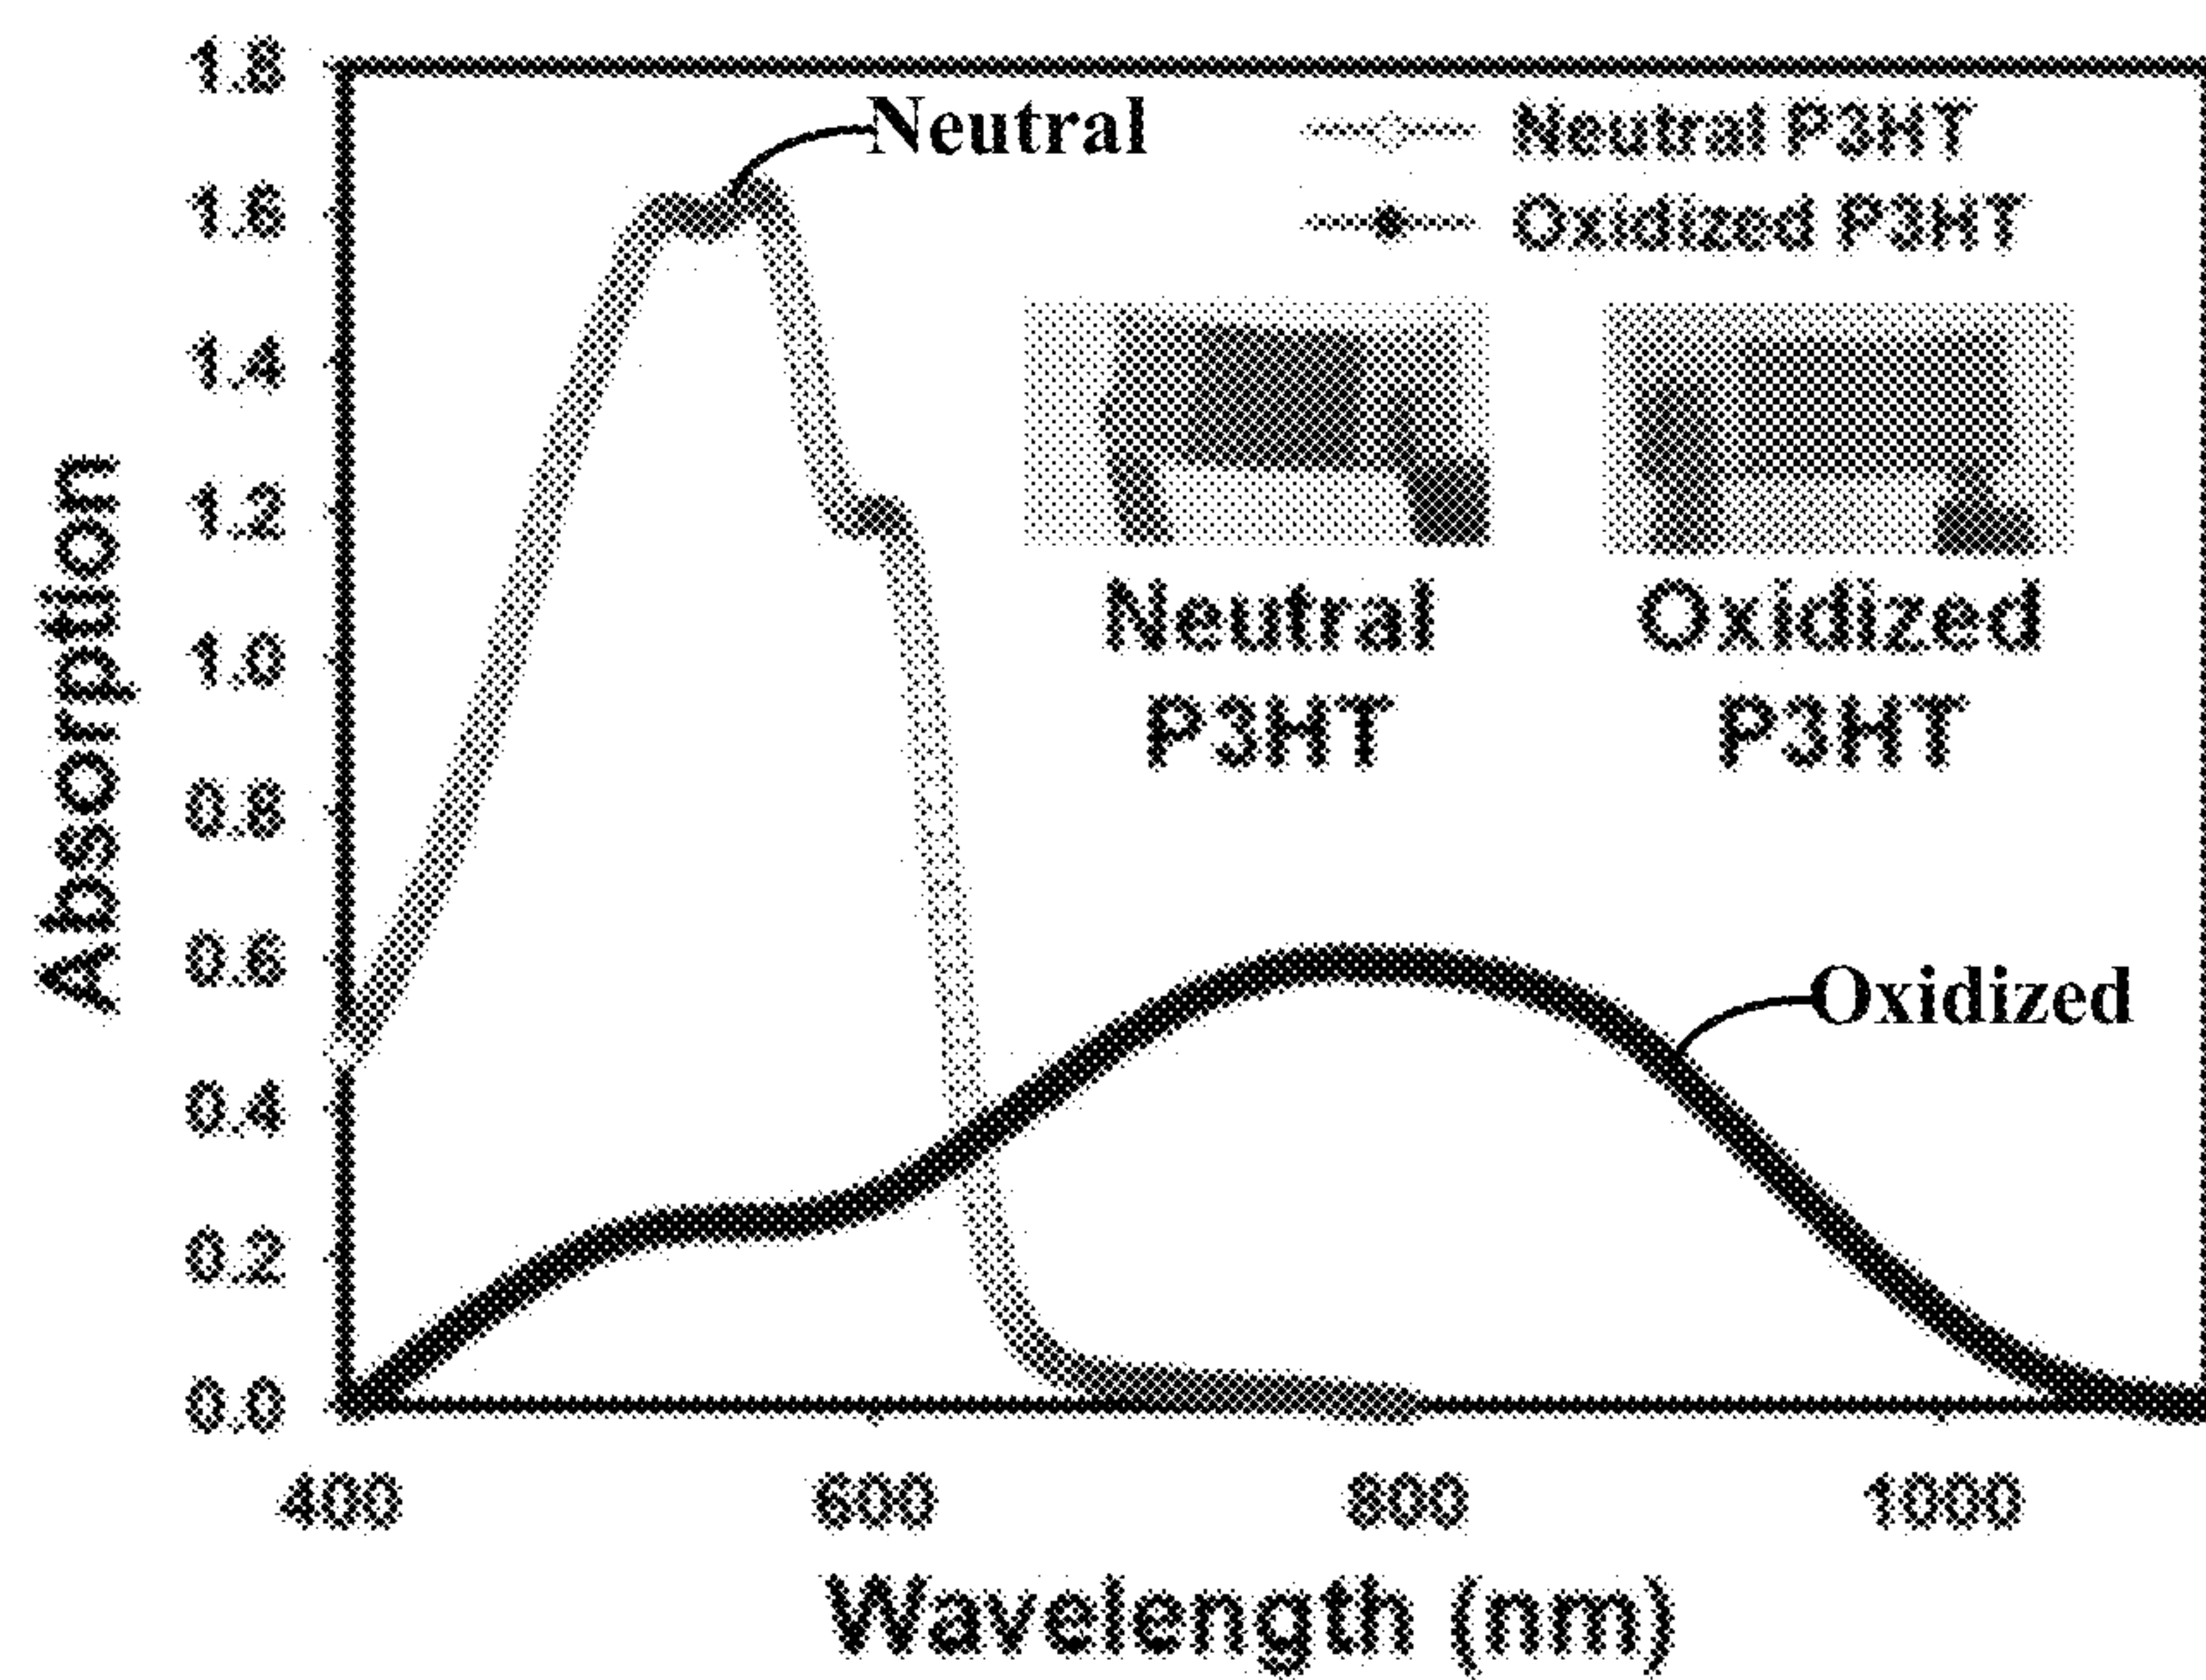 1.8
1.6
1.4
1.2
1.0
0.8
0.6
0.4
0.2
0.0
Absorption
Neutral
Neutral P3HT
Oxidized P3HT
Neutral
P3HT
Oxidized
P3HT
Oxidized
400 600 800 1000
Wavelength (nm)